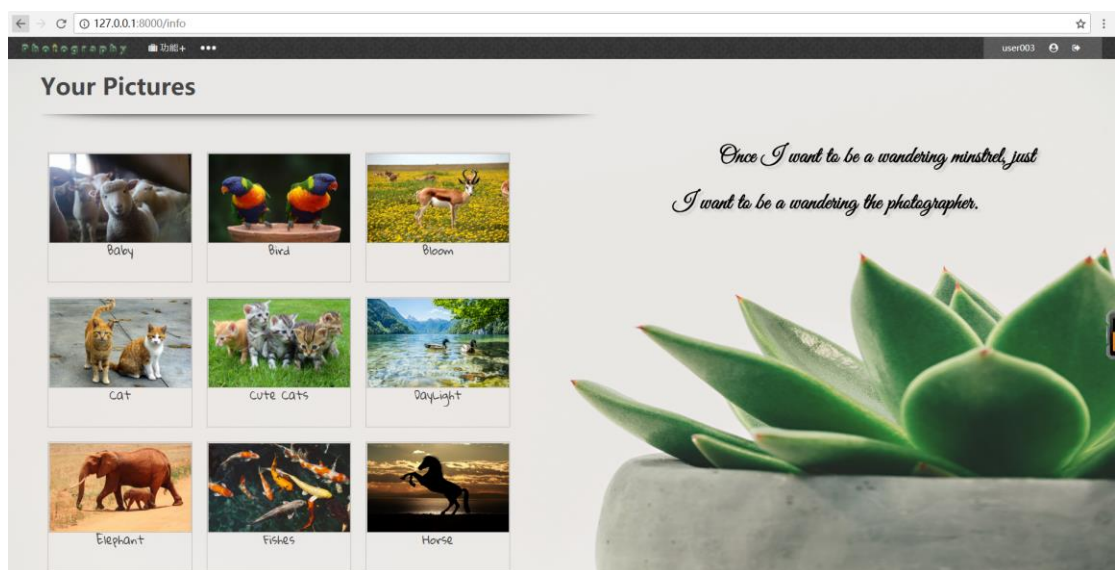 127.0.0.1:8000/info
Photography 功能+ user003
Your Pictures
Once I want to be a wandering minstrel, just
I want to be a wandering the photographer.
Baby Bird Bloom
Cat Cute Cats DayLight
Elephant Fishes Horse